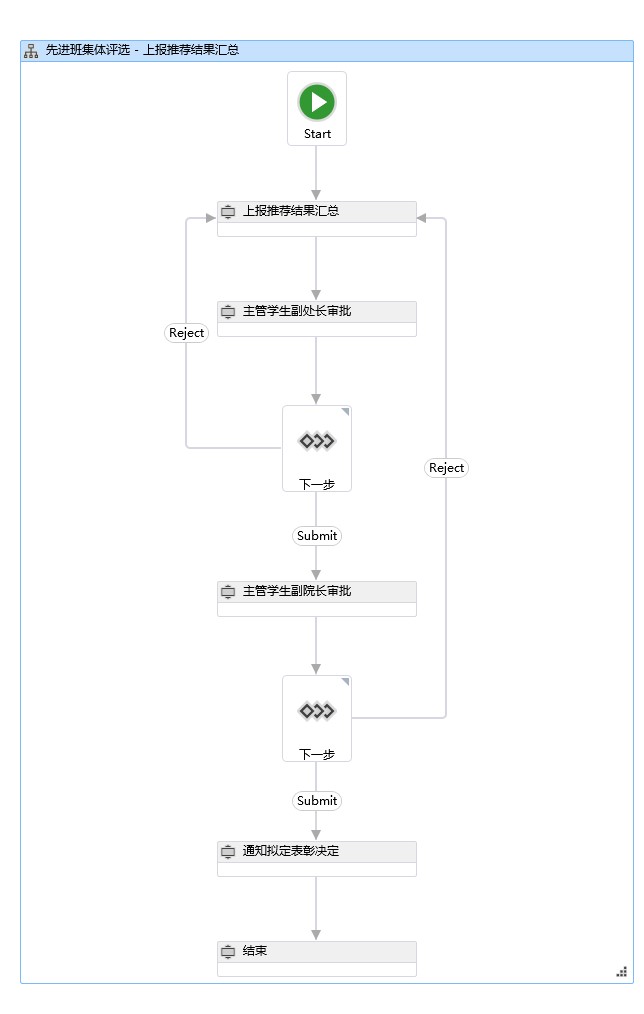 先进班集体评选 - 上报推荐结果汇总
Start
上报推荐结果汇总
主管学生副处长审批
Reject
下一步
Reject
Submit
主管学生副院长审批
下一步
Submit
通知拟定表彰决定
结束